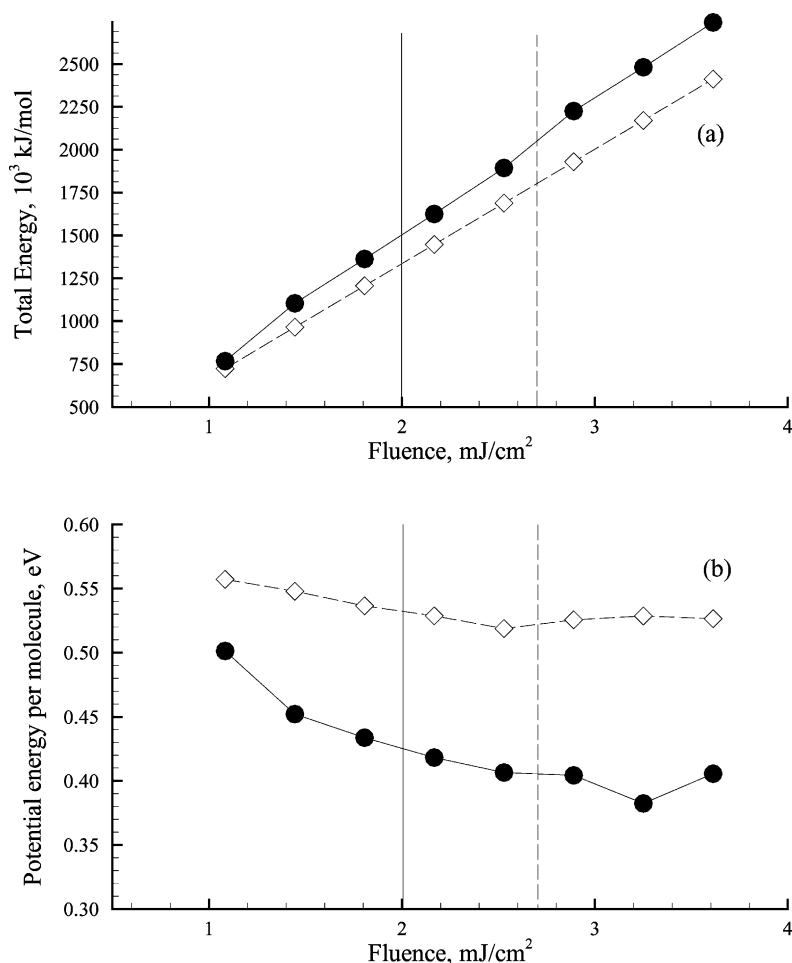 2500
2250
2000
1750
1500
1250
1000
750
500
Total Energy, 10³ kJ/mol
(a)
1 2 3 4
Fluence, mJ/cm²
0.60
0.55
0.50
0.45
0.40
0.35
0.30
Potential energy per molecule, eV
(b)
1 2 3 4
Fluence, mJ/cm²